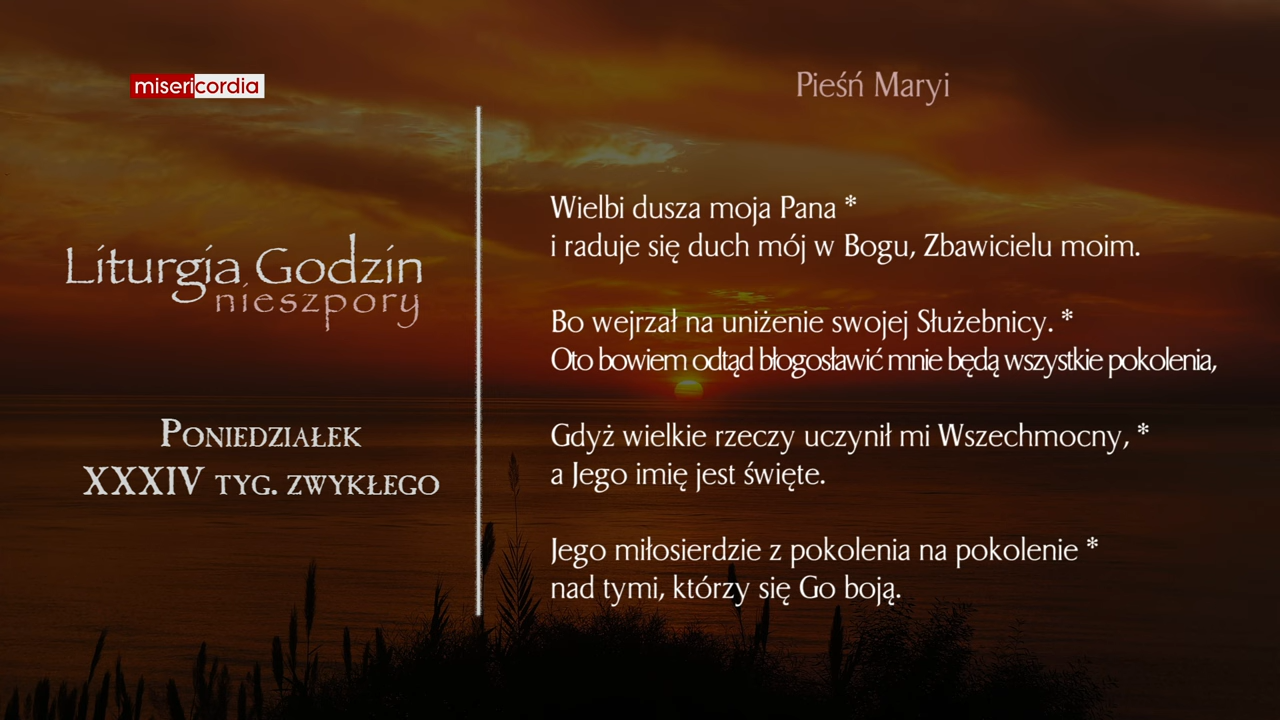 misericordia
Liturgia Godzin
nieszpory
Poniedziałek
XXXIV tyg. zwykłego
Pieśń Maryi
Wielbi dusza moja Pana *
i raduje się duch mój w Bogu, Zbawicielu moim.
Bo wejrzał na uniżenie swojej Służebnicy. *
Oto bowiem odtąd błogosławić mnie będą wszystkie pokolenia,
Gdyż wielkie rzeczy uczynił mi Wszechmocny, *
a Jego imię jest święte.
Jego miłosierdzie z pokolenia na pokolenie *
nad tymi, którzy się Go boją.